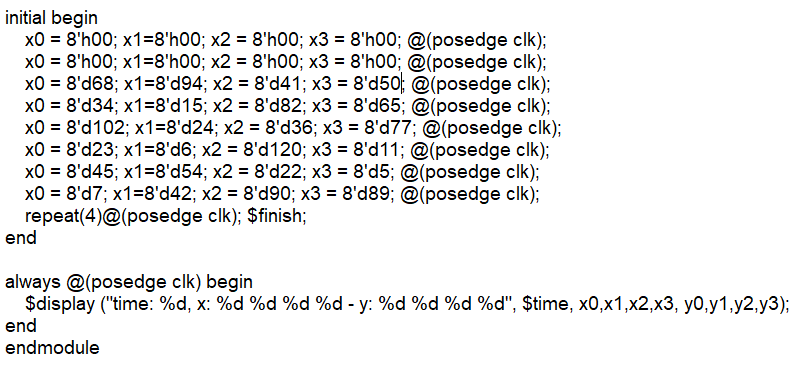 initial begin
x0 = 8'h00; x1=8'h00; x2 = 8'h00; x3 = 8'h00; @(posedge clk);
x0 = 8'h00; x1=8'h00; x2 = 8'h00; x3 = 8'h00; @(posedge clk);
x0 = 8'd68; x1=8'd94; x2 = 8'd41; x3 = 8'd50; @(posedge clk);
x0 = 8'd34; x1=8'd15; x2 = 8'd82; x3 = 8'd65; @(posedge clk);
x0 = 8'd102; x1=8'd24; x2 = 8'd36; x3 = 8'd77; @(posedge clk);
x0 = 8'd23; x1=8'd6; x2 = 8'd120; x3 = 8'd11; @(posedge clk);
x0 = 8'd45; x1=8'd54; x2 = 8'd22; x3 = 8'd5; @(posedge clk);
x0 = 8'd7; x1=8'd42; x2 = 8'd90; x3 = 8'd89; @(posedge clk);
repeat(4)@(posedge clk); $finish;
end
always @(posedge clk) begin
$display ("time: %d, x: %d %d %d %d - y: %d %d %d %d", $time, x0,x1,x2,x3, y0,y1,y2,y3);
end
endmodule